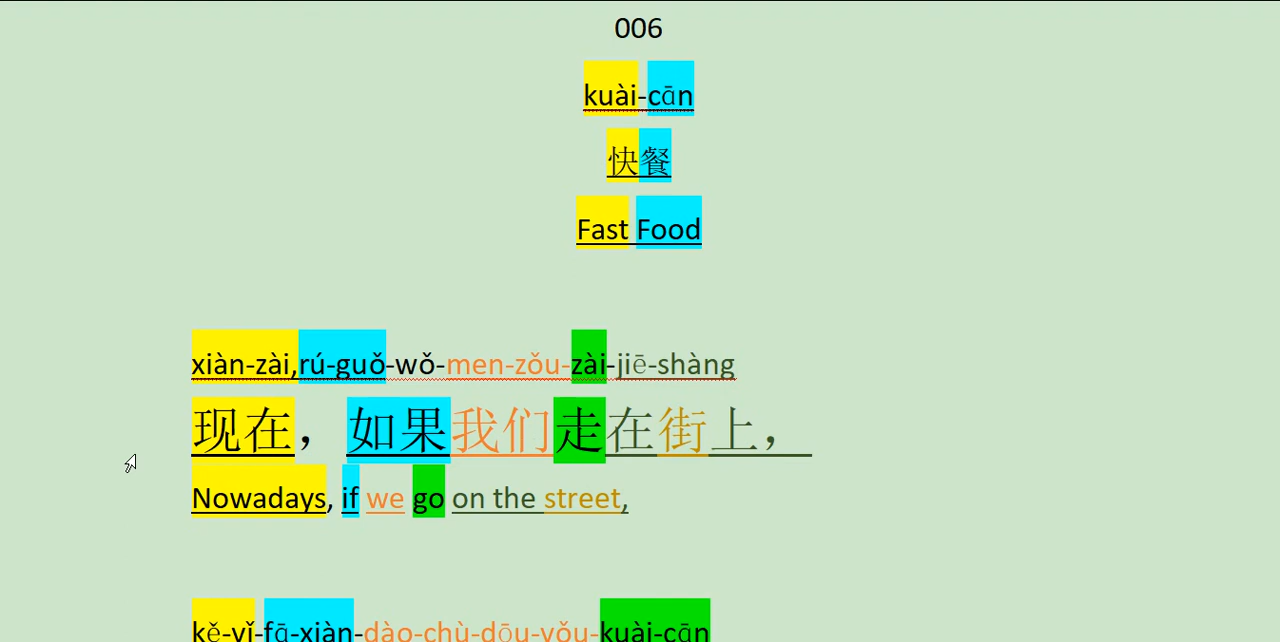 006
kuài-cān
快餐
Fast Food
xiàn-zài,rú-guǒ-wǒ-men-zǒu-zài-jiē-shàng
现在，如果我们走在街上，
Nowadays, if we go on the street,
kě-yǐ-fā-xiàn-dào-chù-dōu-yǒu-kuài-cān